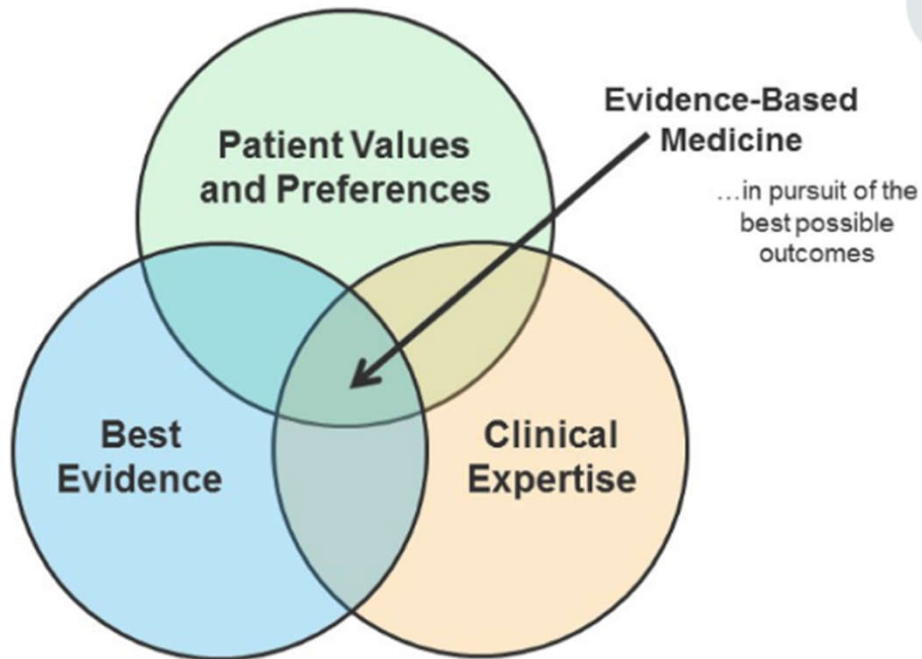 Patient Values
and Preferences
Evidence-Based
Medicine
...in pursuit of the
best possible
outcomes
Best
Evidence
Clinical
Expertise